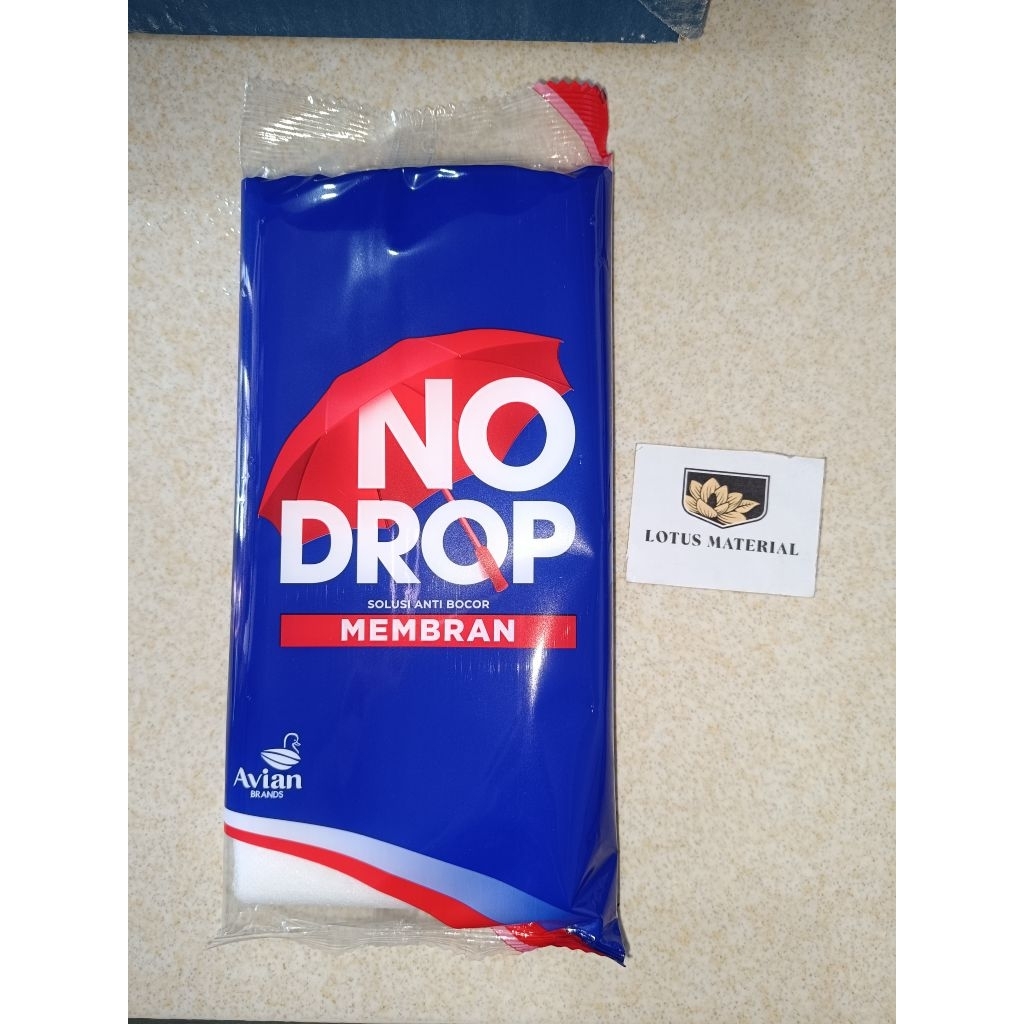 NO
DROP
SOLUSI ANTI BOCOR
MEMBRAN
Avian
BRANDS
LOTUS MATERIAL